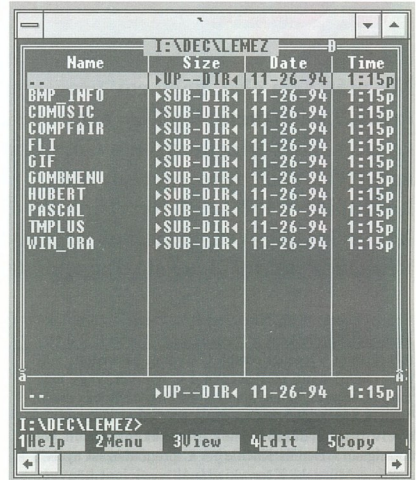 I:\DEC\LEMEZ
Name Size Date Time
.. ►UP--DIR◄ 11-26-94 1:15p
BMP_INFO ►SUB-DIR◄ 11-26-94 1:15p
CDMUSIC ►SUB-DIR◄ 11-26-94 1:15p
COMPFAIR ►SUB-DIR◄ 11-26-94 1:15p
FLI ►SUB-DIR◄ 11-26-94 1:15p
GIF ►SUB-DIR◄ 11-26-94 1:15p
GOMBMENU ►SUB-DIR◄ 11-26-94 1:15p
HUBERT ►SUB-DIR◄ 11-26-94 1:15p
PASCAL ►SUB-DIR◄ 11-26-94 1:15p
TMPLUS ►SUB-DIR◄ 11-26-94 1:15p
WIN_ORA ►SUB-DIR◄ 11-26-94 1:15p
.. ►UP--DIR◄ 11-26-94 1:15p
I:\DEC\LEMEZ>
1Help 2Menu 3View 4Edit 5Copy